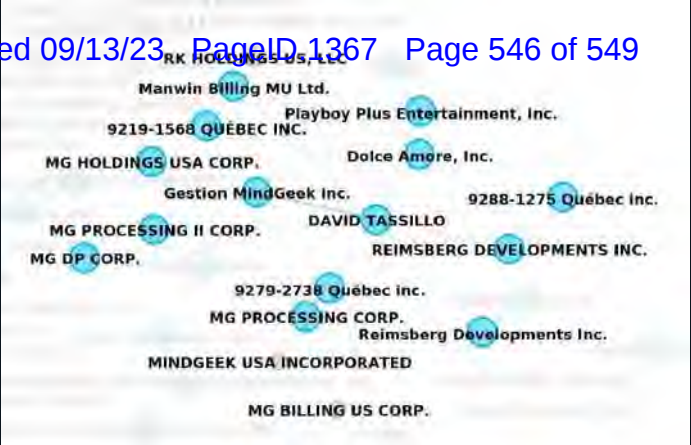 ed 09/13/23 PageID.1367 Page 546 of 549
RK HOLDINGS US, LLC
Manwin Billing MU Ltd.
Playboy Plus Entertainment, Inc.
9219-1568 QUÉBEC INC.
MG HOLDINGS USA CORP.
Dolce Amore, Inc.
Gestion MindGeek Inc.
9288-1275 Québec inc.
DAVID TASSILLO
MG PROCESSING II CORP.
REIMSBERG DEVELOPMENTS INC.
MG DP CORP.
9279-2738 Québec inc.
MG PROCESSING CORP.
Reimsberg Developments Inc.
MINDGEEK USA INCORPORATED
MG BILLING US CORP.